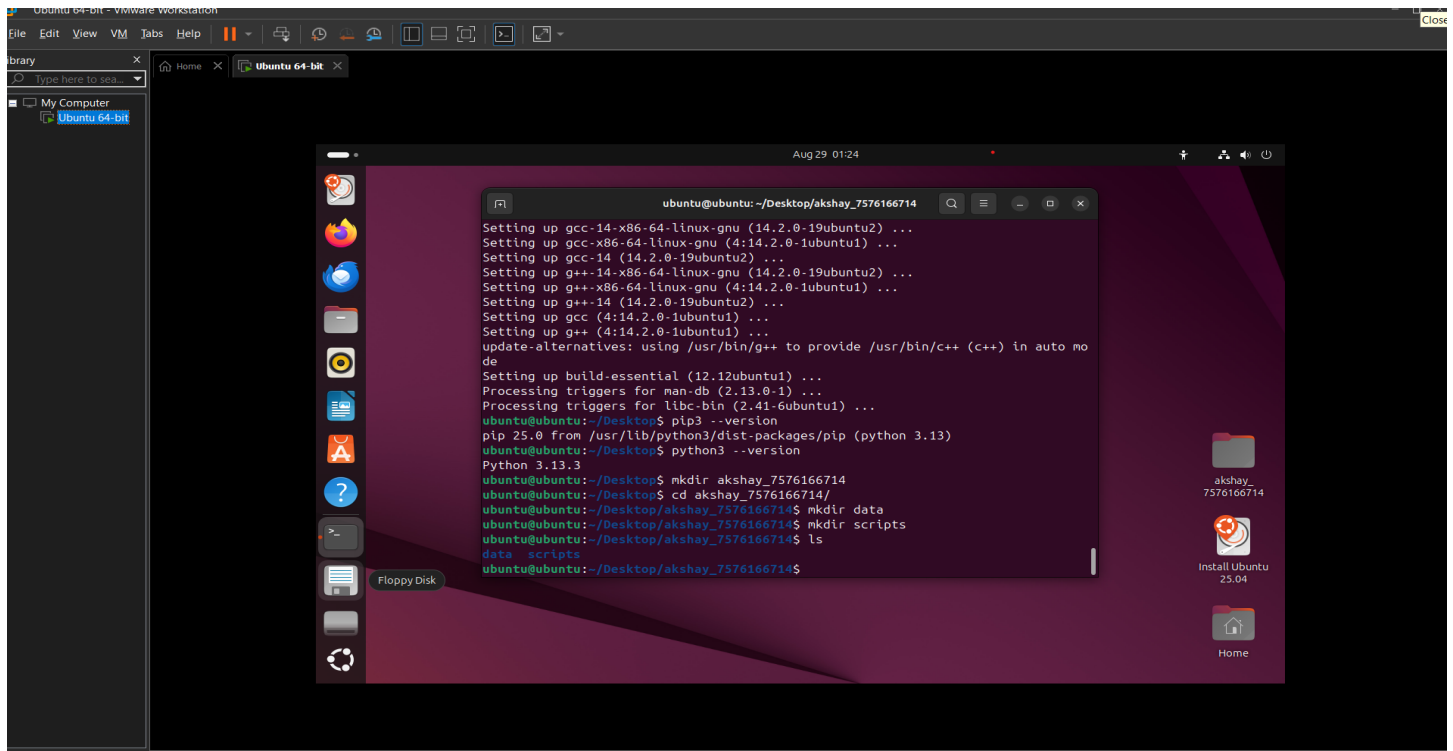 Ubuntu 64-bit - VMware Workstation
Close
File Edit View VM Tabs Help
Library
Type here to sea...
My Computer
Ubuntu 64-bit
Home
Ubuntu 64-bit
Aug 29 01:24
ubuntu@ubuntu: ~/Desktop/akshay_7576166714
Setting up gcc-14-x86-64-linux-gnu (14.2.0-19ubuntu2) ...
Setting up gcc-x86-64-linux-gnu (4:14.2.0-1ubuntu1) ...
Setting up gcc-14 (14.2.0-19ubuntu2) ...
Setting up g++-14-x86-64-linux-gnu (14.2.0-19ubuntu2) ...
Setting up g++-x86-64-linux-gnu (4:14.2.0-1ubuntu1) ...
Setting up g++-14 (14.2.0-19ubuntu2) ...
Setting up gcc (4:14.2.0-1ubuntu1) ...
Setting up g++ (4:14.2.0-1ubuntu1) ...
update-alternatives: using /usr/bin/g++ to provide /usr/bin/c++ (c++) in auto mo
de
Setting up build-essential (12.12ubuntu1) ...
Processing triggers for man-db (2.13.0-1) ...
Processing triggers for libc-bin (2.41-6ubuntu1) ...
ubuntu@ubuntu:~/Desktop$ pip3 --version
pip 25.0 from /usr/lib/python3/dist-packages/pip (python 3.13)
ubuntu@ubuntu:~/Desktop$ python3 --version
Python 3.13.3
ubuntu@ubuntu:~/Desktop$ mkdir akshay_7576166714
ubuntu@ubuntu:~/Desktop$ cd akshay_7576166714/
ubuntu@ubuntu:~/Desktop/akshay_7576166714$ mkdir data
ubuntu@ubuntu:~/Desktop/akshay_7576166714$ mkdir scripts
ubuntu@ubuntu:~/Desktop/akshay_7576166714$ ls
data  scripts
ubuntu@ubuntu:~/Desktop/akshay_7576166714$
Floppy Disk
akshay_
7576166714
Install Ubuntu
25.04
Home